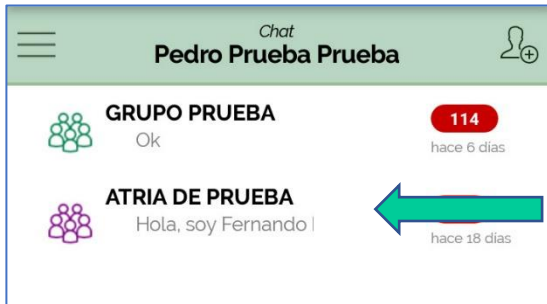 Chat
Pedro Prueba Prueba
GRUPO PRUEBA
114
Ok
hace 6 días
ATRIA DE PRUEBA
Hola, soy Fernando
hace 18 días